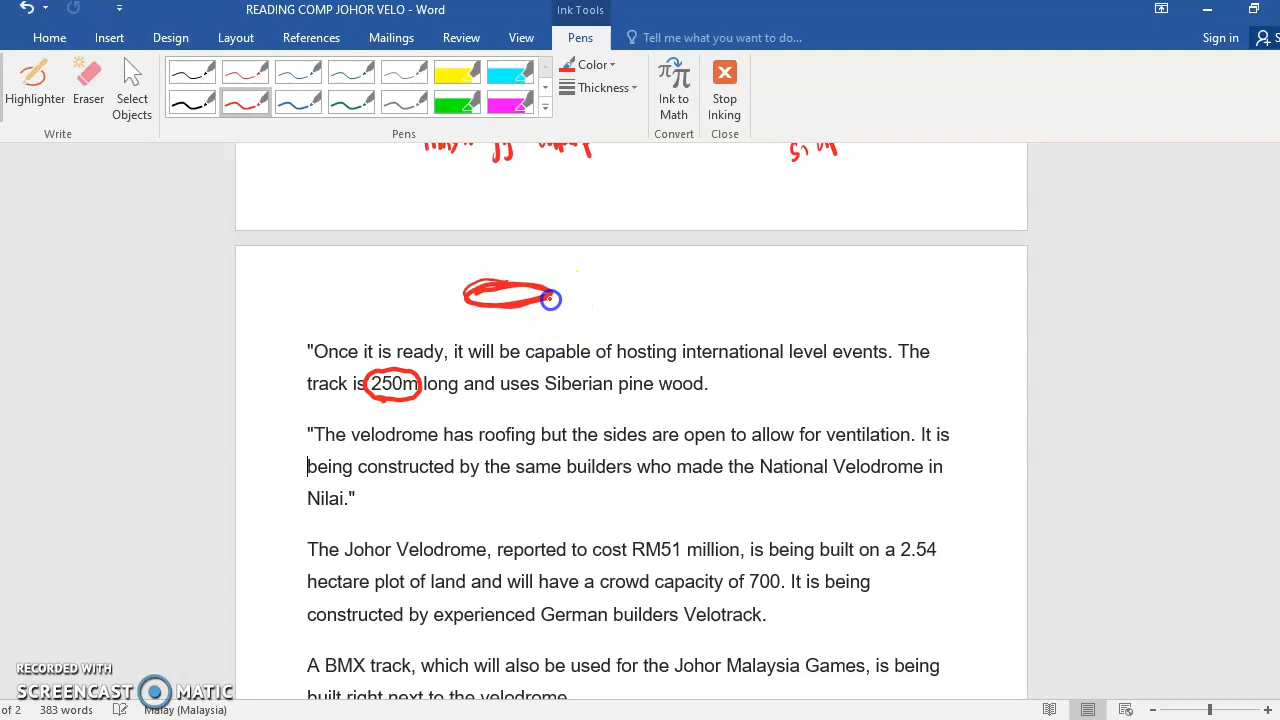 READING COMP JOHOR VELO - Word
Ink Tools
Home Insert Design Layout References Mailings Review View Pens Tell me what you want to do... Sign in S
Highlighter Eraser Select Objects
Color
Thickness
Ink to Math
Stop Inking
Write Pens Convert Close
"Once it is ready, it will be capable of hosting international level events. The
track is 250m long and uses Siberian pine wood.
"The velodrome has roofing but the sides are open to allow for ventilation. It is
being constructed by the same builders who made the National Velodrome in
Nilai."
The Johor Velodrome, reported to cost RM51 million, is being built on a 2.54
hectare plot of land and will have a crowd capacity of 700. It is being
constructed by experienced German builders Velotrack.
A BMX track, which will also be used for the Johor Malaysia Games, is being
built right next to the velodrome.
RECORDED WITH
SCREENCAST MATIC
of 2 383 words Malay (Malaysia)